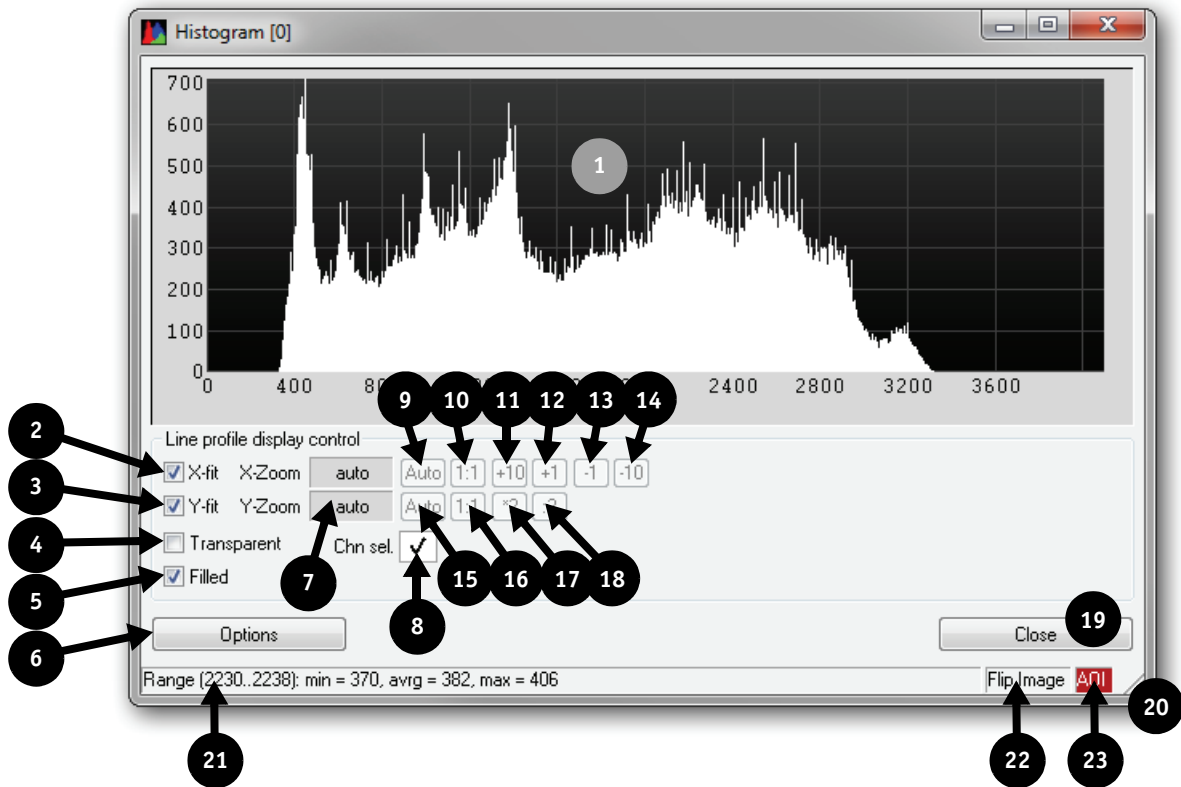 Histogram [0]
700
600
500
400
300
200
100
0
0 400 8 2400 2800 3200 3600
1
9 10 11 12 13 14
Line profile display control
2
X-fit X-Zoom auto Auto 1:1 +10 +1 -1 -10
3
Y-fit Y-Zoom auto Auto 1:1
4
Transparent Chn sel.
5
Filled
7 8 15 16 17 18
6
Options
Close 19
Range (2230..2238): min = 370, avrg = 382, max = 406
Flip Image AOI
20
21 22 23